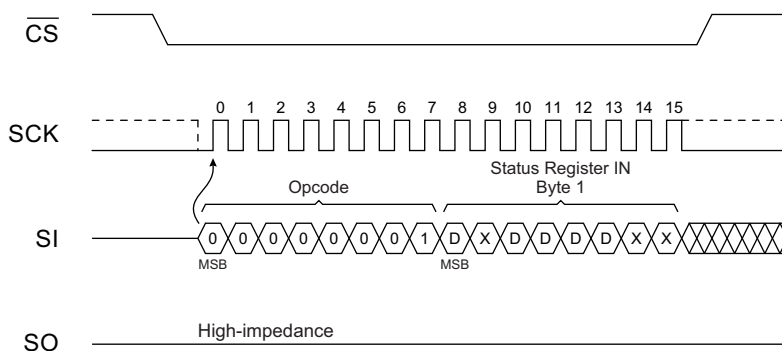 CS
0 1 2 3 4 5 6 7 8 9 10 11 12 13 14 15
SCK
Status Register IN
Opcode Byte 1
SI 0 0 0 0 0 0 0 1 D X D D D D X X
MSB MSB
High-impedance
SO